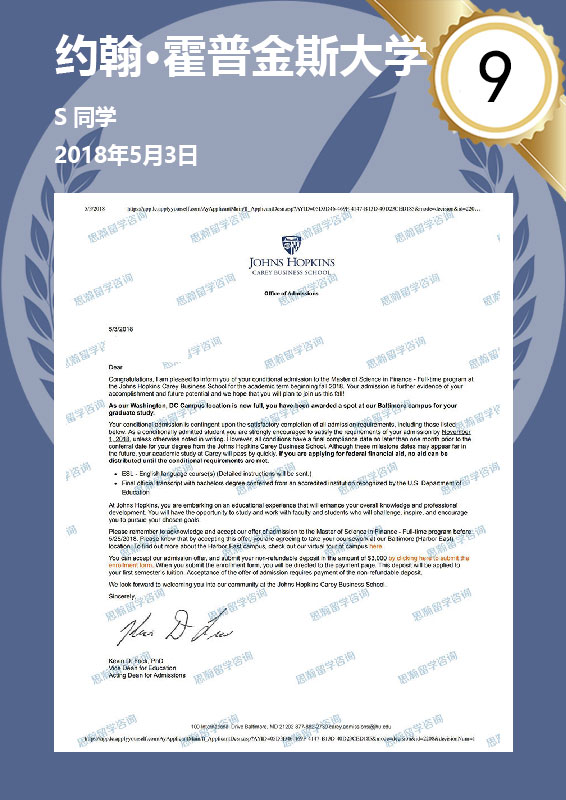 约翰·霍普金斯大学
9
S 同学
2018年5月3日
5/3/2018
JOHNS HOPKINS
CAREY BUSINESS SCHOOL
Office of Admissions
5/3/2018
Dear
Congratulations, I am pleased to inform you of your conditional admission to the Master of Science in Finance - Full-time program at
the Johns Hopkins Carey Business School for the academic term beginning fall 2018. Your admission is further evidence of your
accomplishment and future potential and we hope that you will plan to join us this fall!
As our Washington, DC Campus location is now full, you have been awarded a spot at our Baltimore campus for your
graduate study.
Your conditional admission is contingent upon the satisfactory completion of all admission requirements, including those listed
below. As a conditionally admitted student you are strongly encouraged to satisfy the requirements of your admission by November
1, 2018, unless otherwise noted in writing. However, all conditions have a final compliance date no later than one month prior to the
conferral date for your degree from the Johns Hopkins Carey Business School. Although these milestone dates may appear far in
the future, your academic study at Carey will pass by quickly. If you are applying for federal financial aid, no aid can be
distributed until the conditional requirements are met.
• ESL - English language course(s) (Detailed instructions will be sent.)
• Final official transcript with bachelors degree conferred from an accredited institution recognized by the U.S. Department of
Education
At Johns Hopkins, you are embarking on an educational experience that will enhance your overall knowledge and professional
development. You will have the opportunity to study and work with faculty and students who will challenge, inspire, and encourage
you to pursue your chosen goals.
Please remember to acknowledge and accept our offer of admission to the Master of Science in Finance - Full-time program before
5/25/2018. Remember that by accepting this offer, you are agreeing to take your coursework at our Baltimore (Harbor East)
location. To find out more about the Harbor East campus, check out our virtual tour of campus here.
You can accept our admission offer, and submit your non-refundable deposit in the amount of $3,000 by clicking here to submit the
enrollment form. When you submit the enrollment form, you will be directed to the payment page. This deposit will be applied to
your first semester's tuition. Acceptance of the offer of admission requires payment of the non-refundable deposit.
We look forward to welcoming you into our community at the Johns Hopkins Carey Business School.
Sincerely,
PhD
Vice Dean for Education
Acting Dean for Admissions
100 International Drive Baltimore, MD 21202
思瀚留学咨询